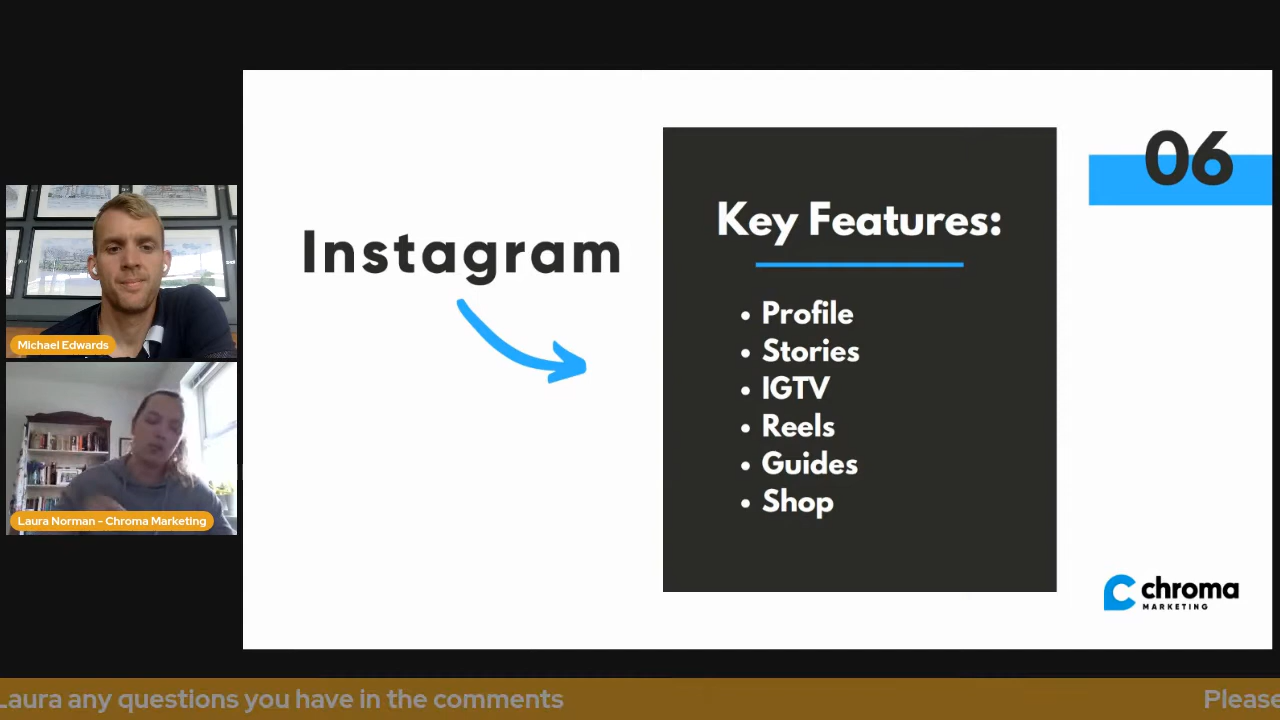 06
Key Features:
Instagram
• Profile
• Stories
• IGTV
• Reels
• Guides
• Shop
Michael Edwards
Laura Norman - Chroma Marketing
chroma
MARKETING
Laura any questions you have in the comments
Please